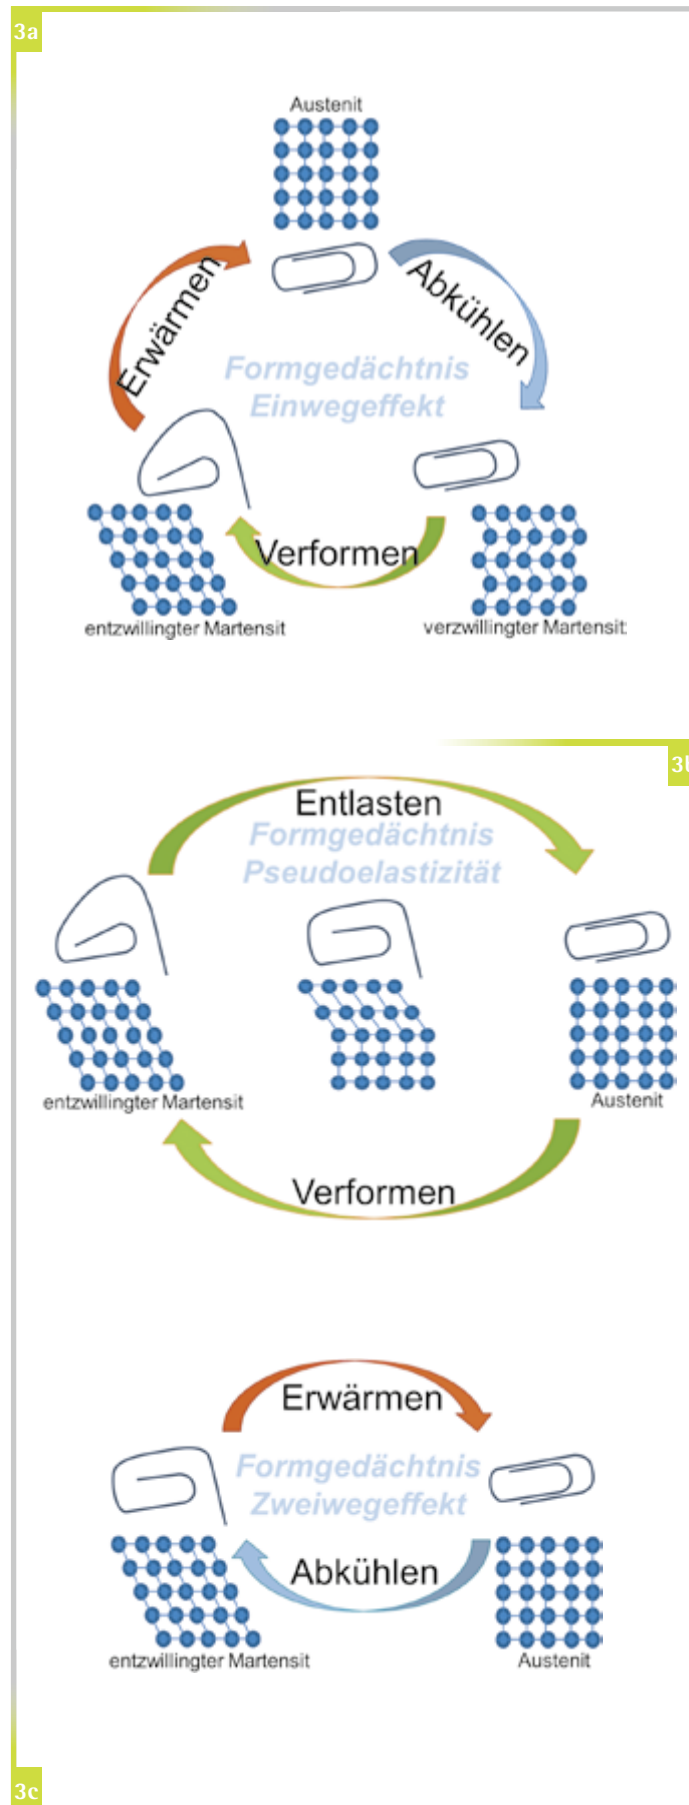 3a
Austenit
Erwärmen
Abkühlen
Formgedächtnis
Einwegeffekt
Verformen
entzwillingter Martensit
verzwillingter Martensit
Entlasten
Formgedächtnis
Pseudoelastizität
entzwillingter Martensit
Austenit
Verformen
Erwärmen
Formgedächtnis
Zweiwegeffekt
Abkühlen
entzwillingter Martensit
Austenit
3c